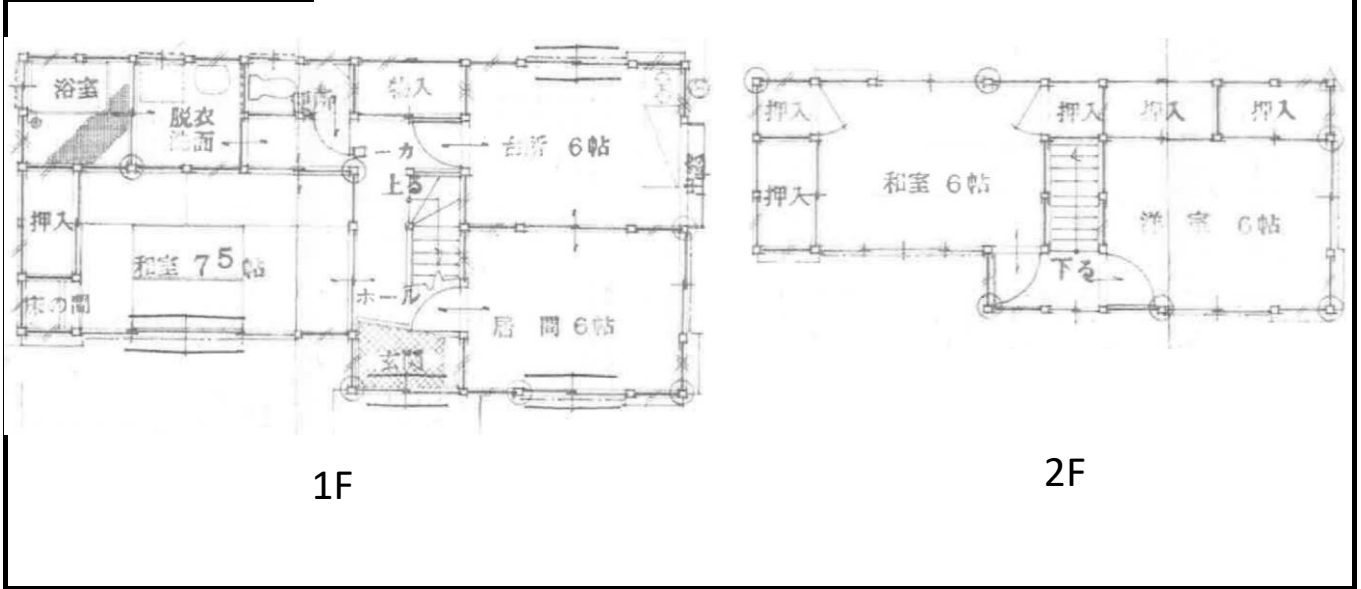 浴室
脱衣
洗面
便所
物入
台所 6帖
ローカ
上る
押入
和室 7.5帖
床の間
ホール
居間 6帖
玄関
1F
押入
押入
押入
押入
押入
和室 6帖
洋室 6帖
下る
2F